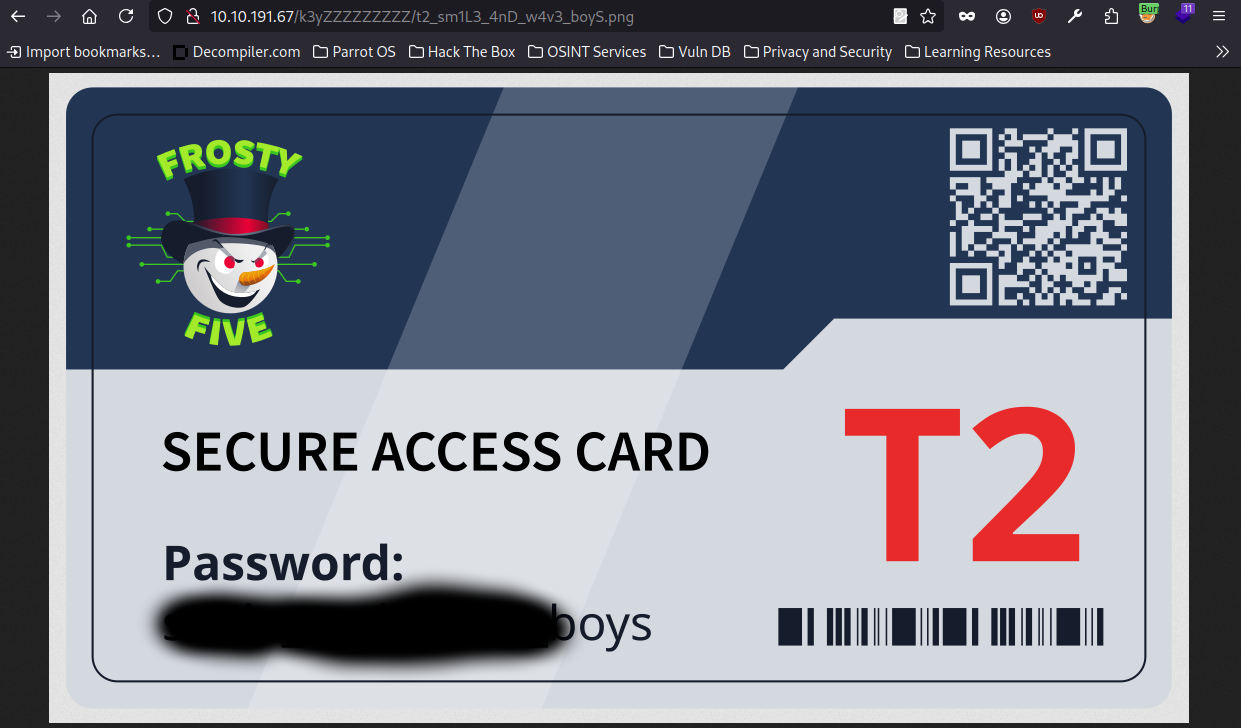 10.10.191.67/k3yZZZZZZZZZ/t2_sm1L3_4nD_w4v3_boyS.png
Burp
11
Import bookmarks…
Decompiler.com
Parrot OS
Hack The Box
OSINT Services
Vuln DB
Privacy and Security
Learning Resources
FROSTY
FIVE
SECURE ACCESS CARD
T2
Password:
boys